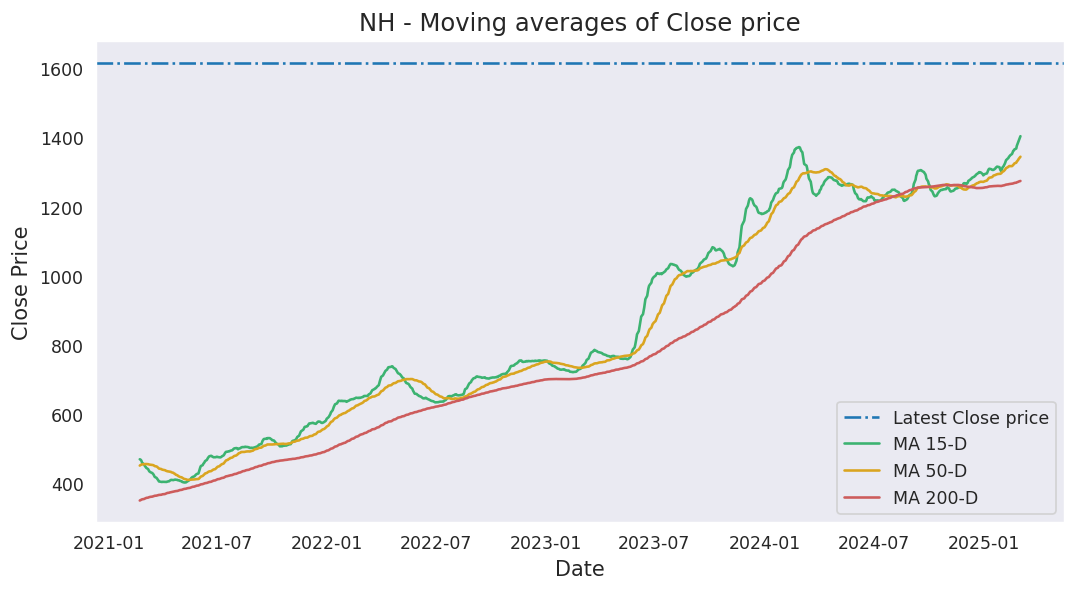 NH - Moving averages of Close price
1600
1400
1200
1000
800
600
400
Close Price
2021-01 2021-07 2022-01 2022-07 2023-01 2023-07 2024-01 2024-07 2025-01
Date
Latest Close price
MA 15-D
MA 50-D
MA 200-D